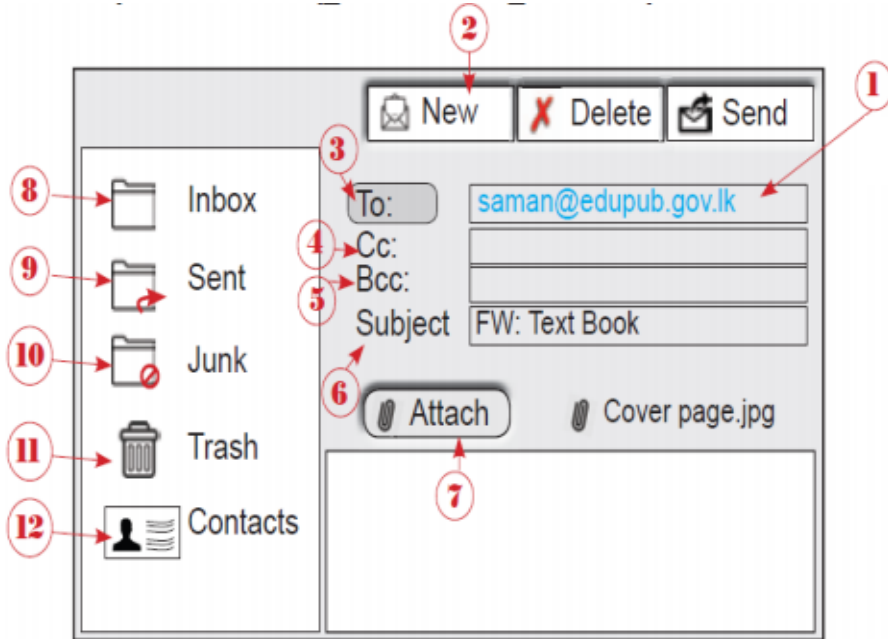 2
1
New
Delete
Send
3
8
Inbox
To:
saman@edupub.gov.lk
4
Cc:
9
Sent
5
Bcc:
Subject
FW: Text Book
10
Junk
6
Attach
Cover page.jpg
11
Trash
7
12
Contacts